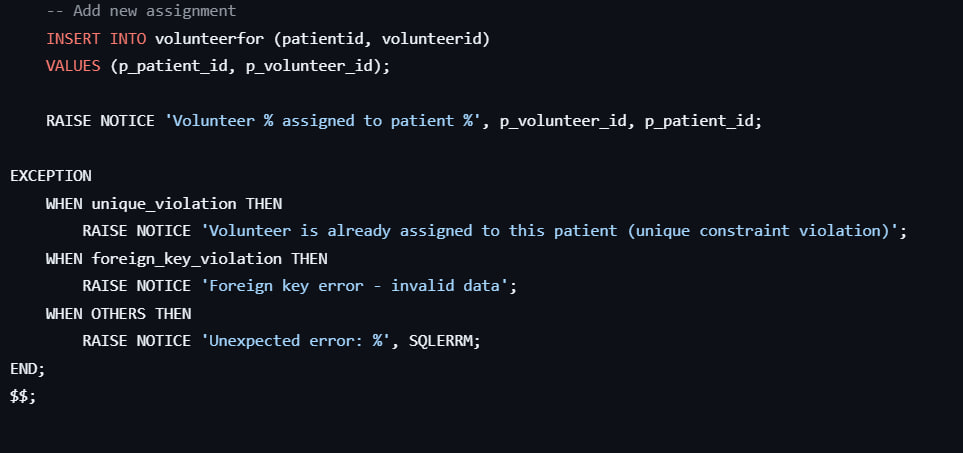 -- Add new assignment
INSERT INTO volunteerfor (patientid, volunteerid)
VALUES (p_patient_id, p_volunteer_id);
RAISE NOTICE 'Volunteer % assigned to patient %', p_volunteer_id, p_patient_id;
EXCEPTION
WHEN unique_violation THEN
RAISE NOTICE 'Volunteer is already assigned to this patient (unique constraint violation)';
WHEN foreign_key_violation THEN
RAISE NOTICE 'Foreign key error - invalid data';
WHEN OTHERS THEN
RAISE NOTICE 'Unexpected error: %', SQLERRM;
END;
$$;